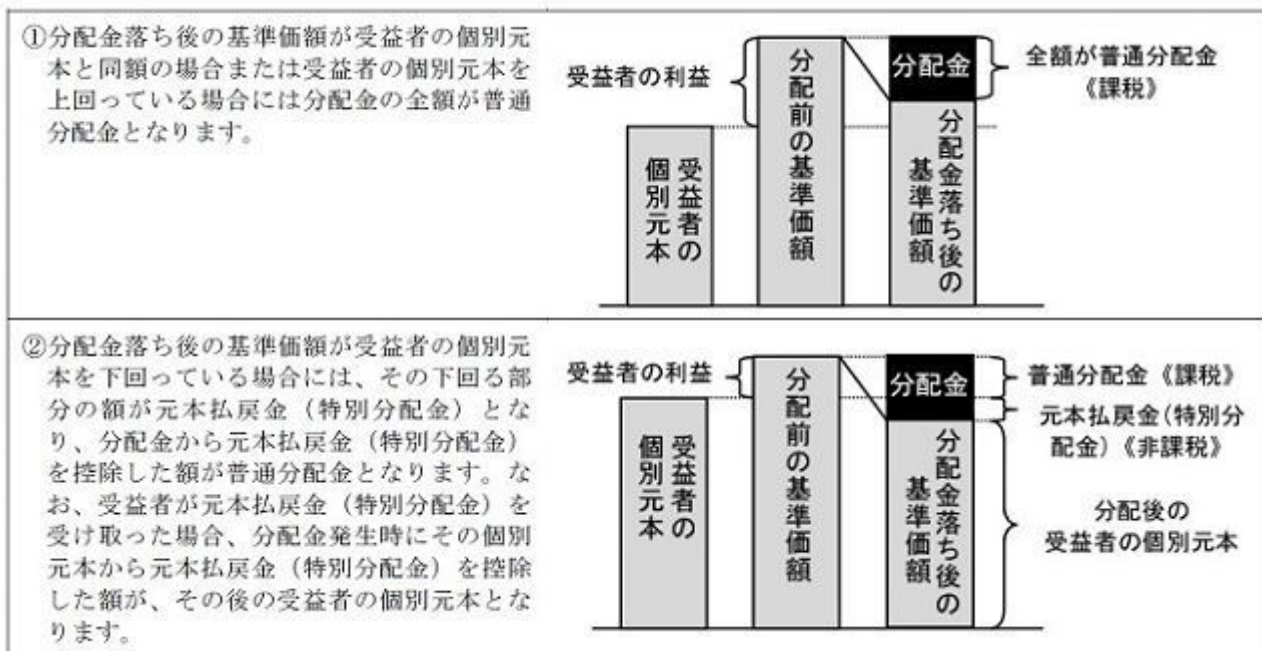 ①分配金落ち後の基準価額が受益者の個別元
本と同額の場合または受益者の個別元本を
上回っている場合には分配金の全額が普通
分配金となります。
受益者の利益
受益者の
個別元本
分配前の基準価額
分配金
分配金落ち後の
基準価額
全額が普通分配金
《課税》
②分配金落ち後の基準価額が受益者の個別元
本を下回っている場合には、その下回る部
分の額が元本払戻金（特別分配金）とな
り、分配金から元本払戻金（特別分配金）
を控除した額が普通分配金となります。な
お、受益者が元本払戻金（特別分配金）を
受け取った場合、分配金発生時にその個別
元本から元本払戻金（特別分配金）を控除
した額が、その後の受益者の個別元本とな
ります。
受益者の利益
受益者の
個別元本
分配前の基準価額
分配金
分配金落ち後の
基準価額
普通分配金《課税》
元本払戻金(特別分
配金)《非課税》
分配後の
受益者の個別元本